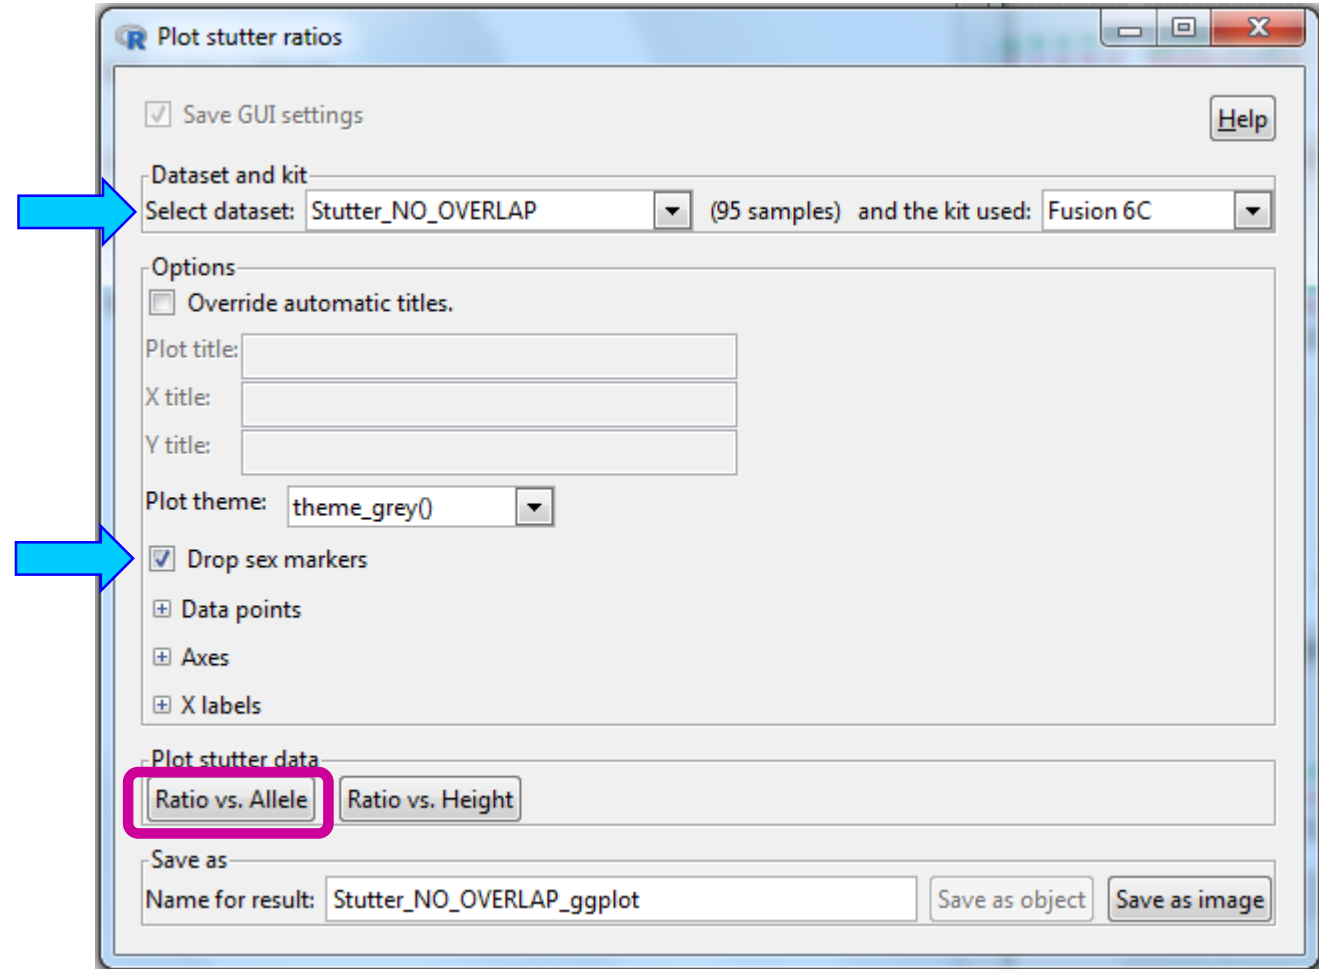 Plot stutter ratios
Save GUI settings
Help
Dataset and kit
Select dataset: Stutter_NO_OVERLAP (95 samples) and the kit used: Fusion 6C
Options
Override automatic titles.
Plot title:
X title:
Y title:
Plot theme: theme_grey()
Drop sex markers
Data points
Axes
X labels
Plot stutter data
Ratio vs. Allele Ratio vs. Height
Save as
Name for result: Stutter_NO_OVERLAP_ggplot Save as object Save as image